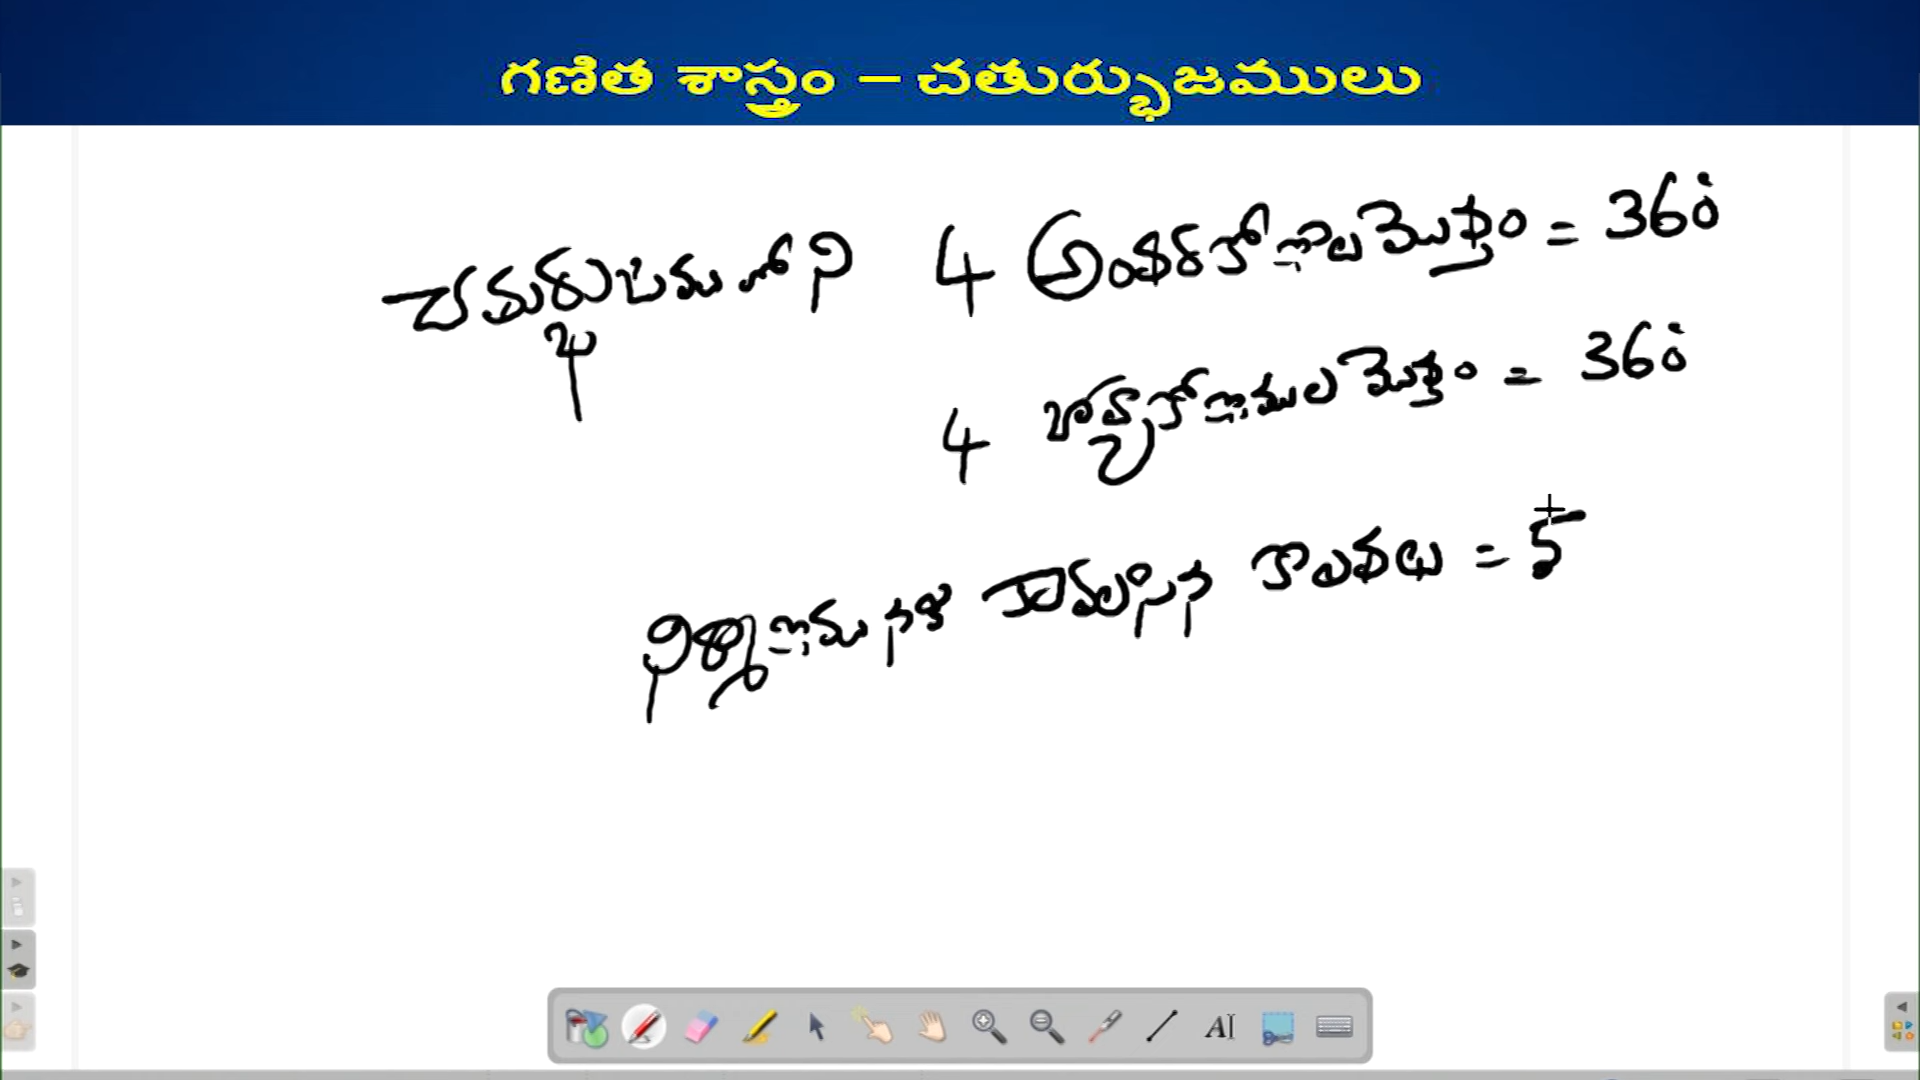 గణిత శాస్త్రం – చతుర్భుజములు
చతుర్భుజములోని 4 అంతరకోణాల మొత్తం = 360°
4 బాహ్యకోణముల మొత్తం = 360°
నిర్మాణమునకు కావలసిన కొలతలు = 5